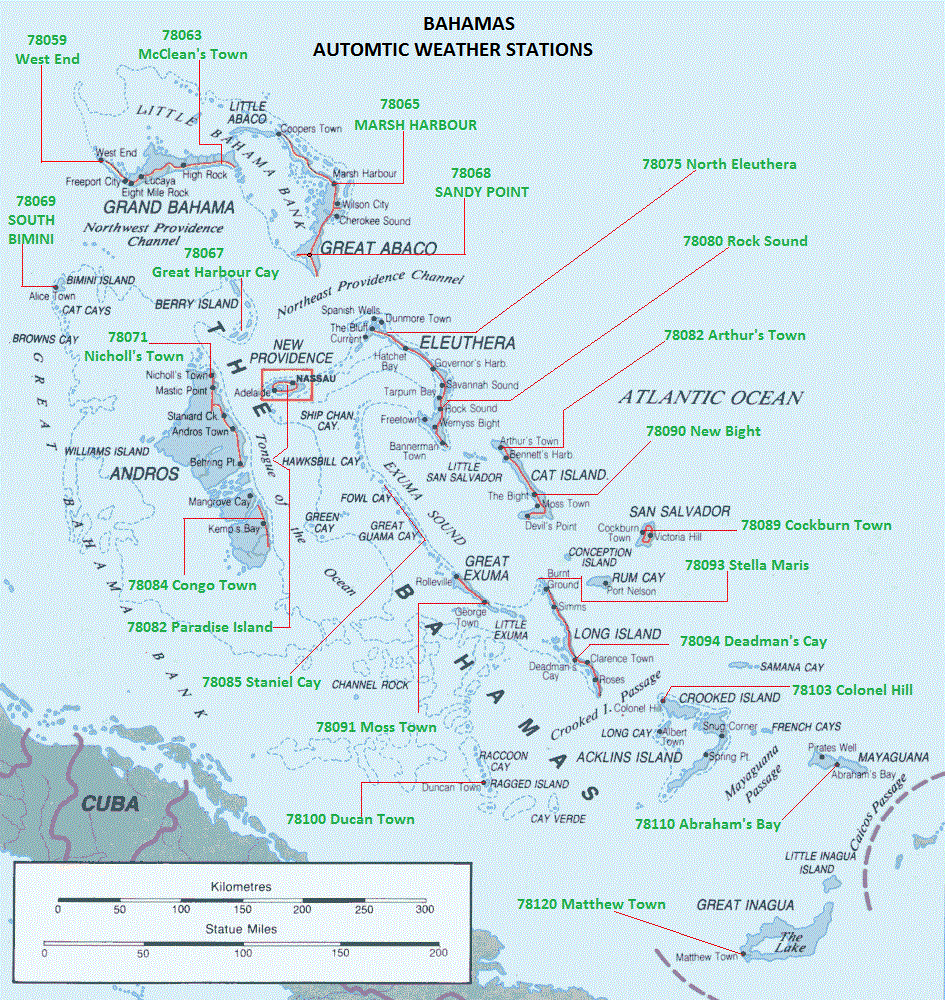 BAHAMAS
AUTOMTIC WEATHER STATIONS
78059
West End
78063
McClean's Town
78065
MARSH HARBOUR
78068
SANDY POINT
78069
SOUTH
BIMINI
78067
Great Harbour Cay
78071
Nicholl's Town
78075 North Eleuthera
78080 Rock Sound
78082 Arthur's Town
78090 New Bight
78089 Cockburn Town
78093 Stella Maris
78094 Deadman's Cay
78103 Colonel Hill
78110 Abraham's Bay
78120 Matthew Town
78084 Congo Town
78082 Paradise Island
78085 Staniel Cay
78091 Moss Town
78100 Ducan Town
LITTLE
ABACO
Coopers Town
LITTLE BAHAMA BANK
West End
Freeport City
Lucaya
Eight Mile Rock
High Rock
GRAND BAHAMA
Marsh Harbour
Wilson City
Cherokee Sound
GREAT ABACO
Northwest Providence
Channel
Northeast Providence Channel
BIMINI ISLAND
Alice Town
CAT CAYS
BROWNS CAY
BERRY ISLAND
THE BAHAMAS
GREAT BAHAMA BANK
Spanish Wells
Dunmore Town
The Bluff
Current
ELEUTHERA
Hatchet
Bay
Governor's Harb.
Savannah Sound
Tarpum Bay
Rock Sound
Wemyss Bight
Freetown
Bannerman
Town
NEW
PROVIDENCE
NASSAU
Adelaide
SHIP CHAN
CAY.
Nicholl's Town
Mastic Point
Staniard Ck.
Andros Town
Behring Pt.
WILLIAMS ISLAND
ANDROS
Mangrove Cay
Kemp's Bay
Tongue of the Ocean
HAWKSBILL CAY
FOWL CAY
GREEN
CAY
GREAT
GUAMA CAY
EXUMA SOUND
LITTLE
SAN SALVADOR
ATLANTIC OCEAN
Arthur's Town
Bennett's Harb.
CAT ISLAND.
The Bight
Moss Town
Devil's Point
SAN SALVADOR
Cockburn
Town
Victoria Hill
CONCEPTION
ISLAND
RUM CAY
Port Nelson
GREAT
EXUMA
Rolleville
George
Town
LITTLE
EXUMA
Burnt
Ground
Simms
LONG ISLAND
Deadman's
Cay
Clarence Town
Roses
CHANNEL ROCK
SAMANA CAY
Crooked I. Passage
Colonel Hill
CROOKED ISLAND
LONG CAY
Albert
Town
Snug Corner
FRENCH CAYS
ACKLINS ISLAND
Spring Pt.
Mayaguana
Passage
Pirates Well
MAYAGUANA
Abraham's Bay
RACCOON
CAY
Duncan Town
RAGGED ISLAND
CAY VERDE
Caicos Passage
CUBA
LITTLE INAGUA
ISLAND
GREAT INAGUA
The
Lake
Matthew Town
Kilometres
0 50 100 150 200 250 300
Statue Miles
0 50 100 150 200